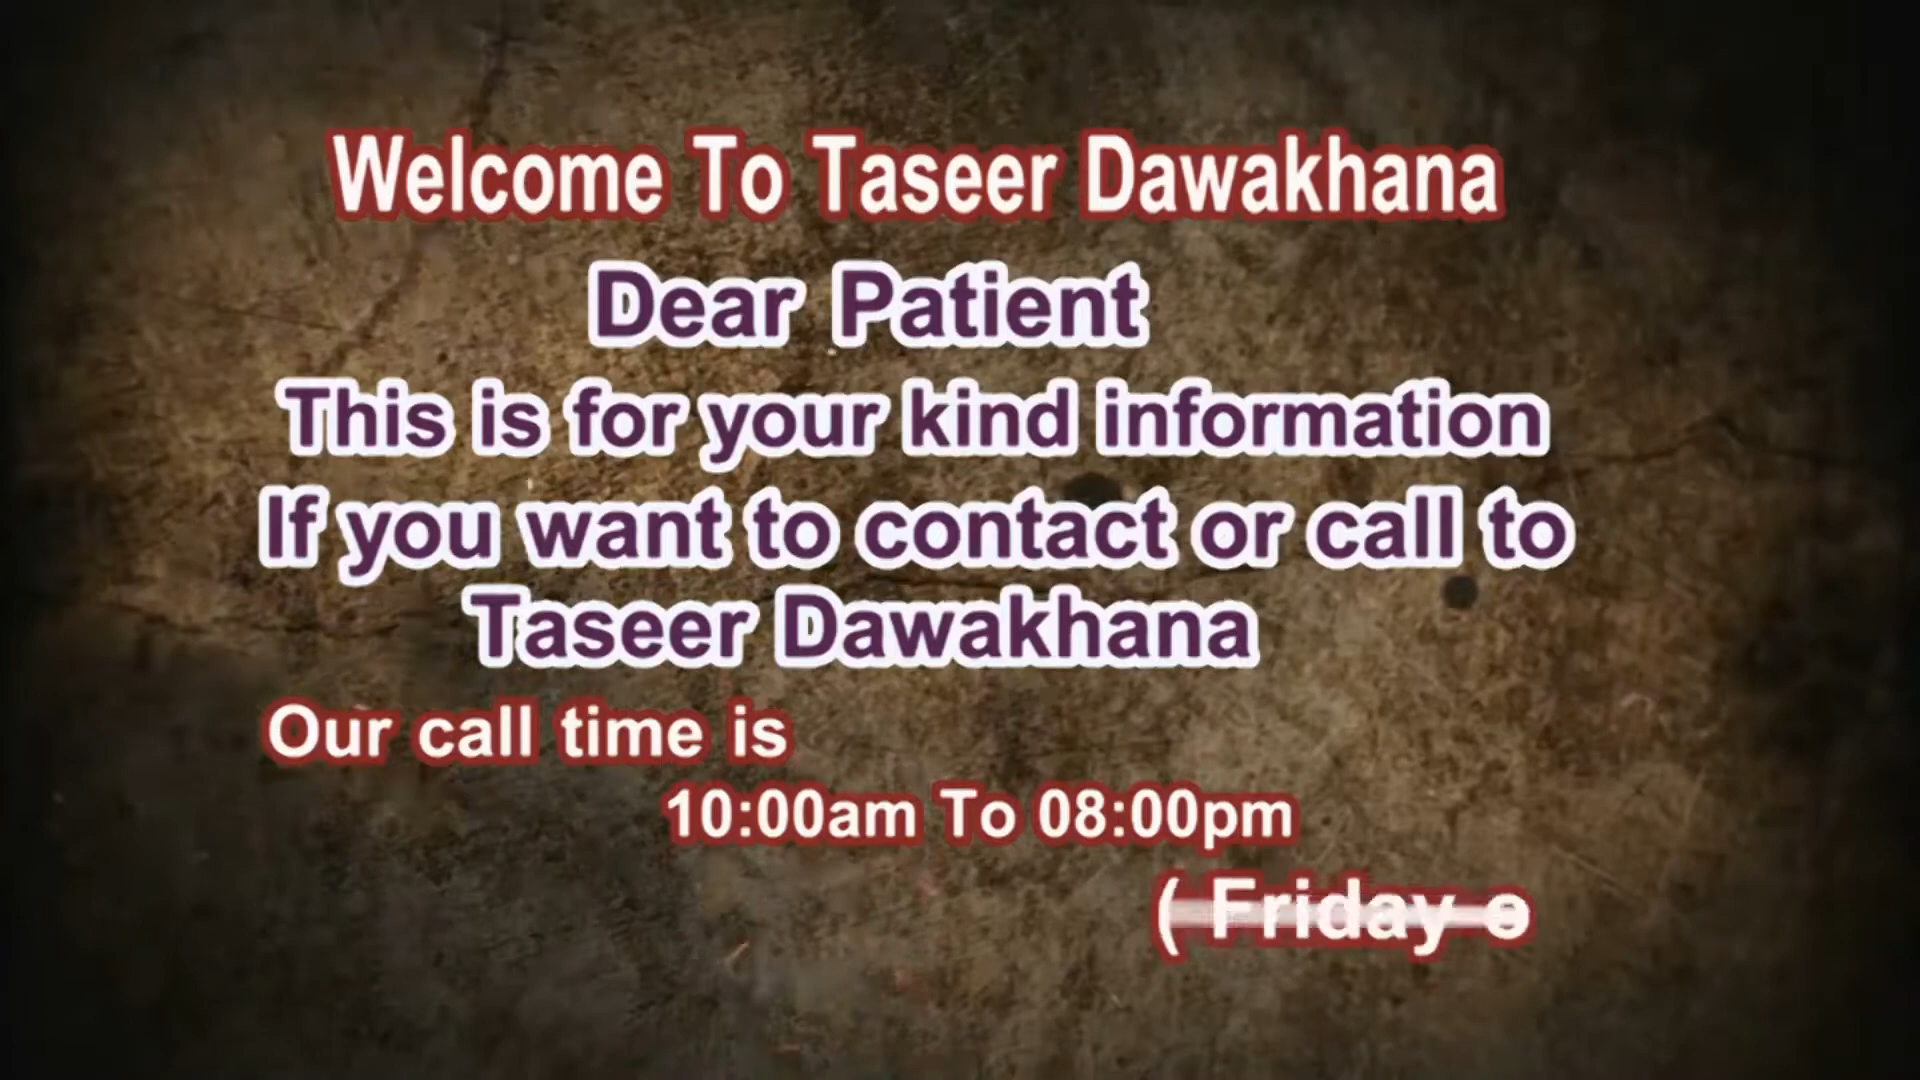 Welcome To Taseer Dawakhana
Dear Patient
This is for your kind information
If you want to contact or call to
Taseer Dawakhana
Our call time is
10:00am To 08:00pm
( Friday o